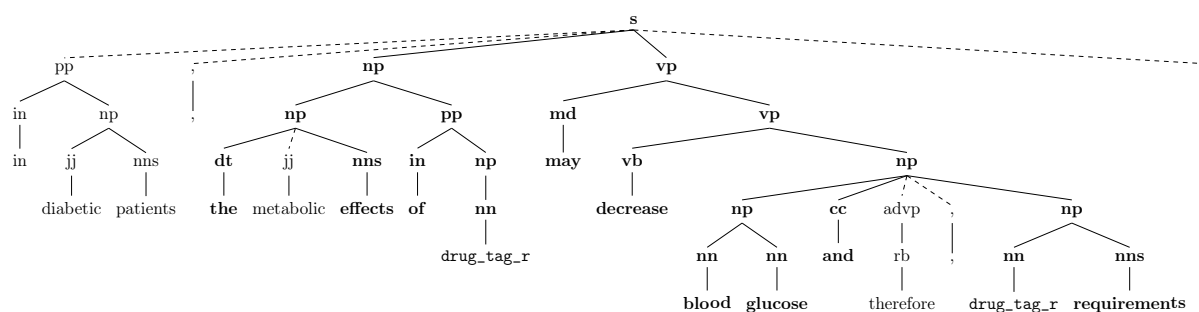 s
pp , np vp
in np , np pp md vp
in jj nns dt jj nns in np may vb np
diabetic patients the metabolic effects of nn decrease np cc advp , np
drug_tag_r nn nn and rb , nn nns
blood glucose therefore drug_tag_r requirements